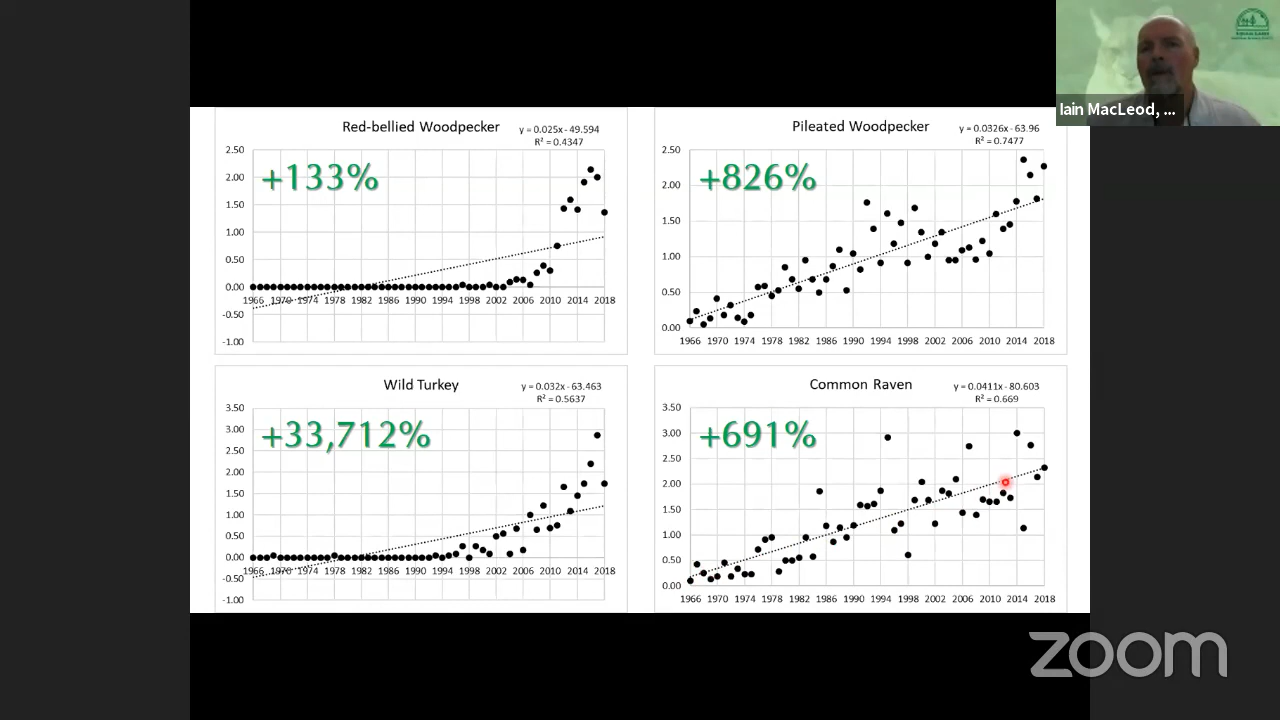 Iain MacLeod, ...
Red-bellied Woodpecker
y = 0.025x - 49.594
R² = 0.4347
+133%
2.50
2.00
1.50
1.00
0.50
0.00
-0.50
-1.00
1966 1970 1974 1978 1982 1986 1990 1994 1998 2002 2006 2010 2014 2018
Pileated Woodpecker
y = 0.0326x - 63.96
R² = 0.7477
+826%
2.50
2.00
1.50
1.00
0.50
0.00
1966 1970 1974 1978 1982 1986 1990 1994 1998 2002 2006 2010 2014 2018
Wild Turkey
y = 0.032x - 63.463
R² = 0.5637
+33,712%
3.50
3.00
2.50
2.00
1.50
1.00
0.50
0.00
-0.50
-1.00
1966 1970 1974 1978 1982 1986 1990 1994 1998 2002 2006 2010 2014 2018
Common Raven
y = 0.0411x - 80.603
R² = 0.669
+691%
3.50
3.00
2.50
2.00
1.50
1.00
0.50
0.00
1966 1970 1974 1978 1982 1986 1990 1994 1998 2002 2006 2010 2014 2018
zoom